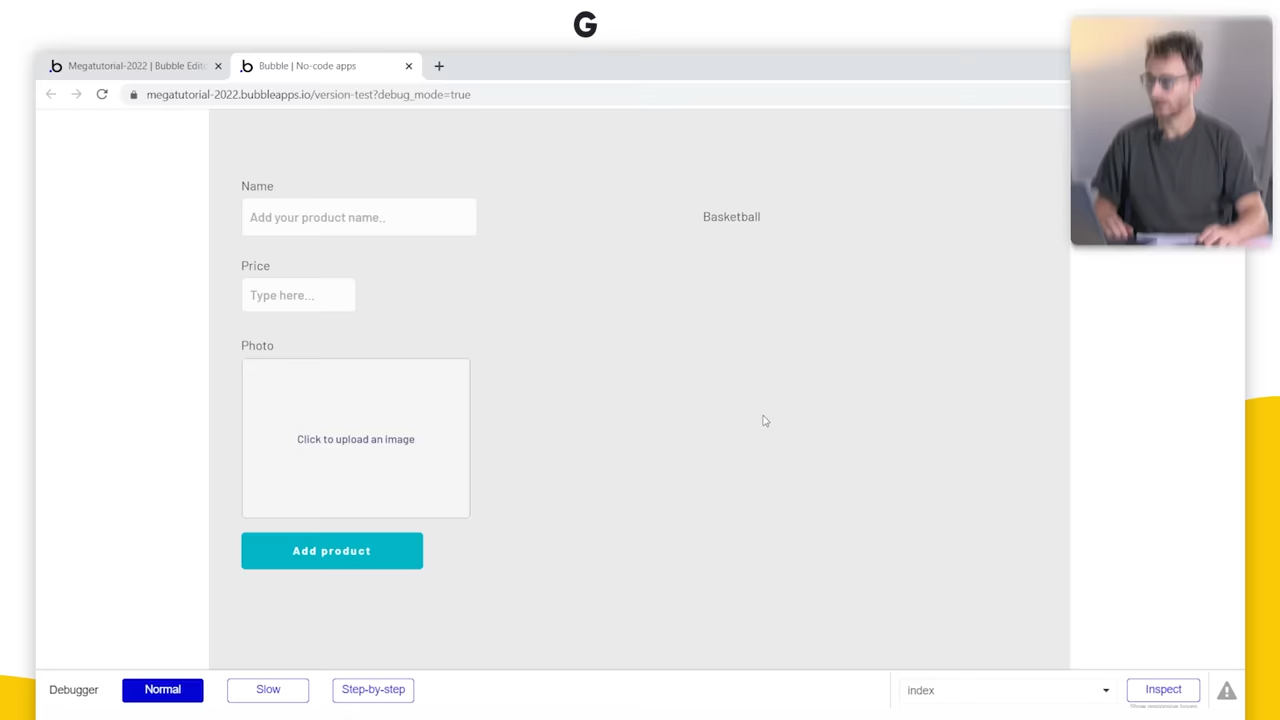 G
Megatutorial-2022 | Bubble Edit
Bubble | No-code apps
megatutorial-2022.bubbleapps.io/version-test?debug_mode=true
Name
Add your product name..
Basketball
Price
Type here...
Photo
Click to upload an image
Add product
Debugger
Normal
Slow
Step-by-step
index
Inspect